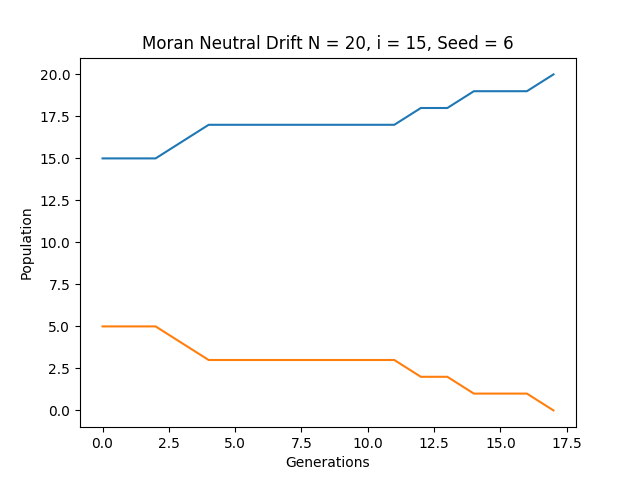 Moran Neutral Drift N = 20, i = 15, Seed = 6
20.0
17.5
15.0
12.5
10.0
7.5
5.0
2.5
0.0
Population
0.0 2.5 5.0 7.5 10.0 12.5 15.0 17.5
Generations